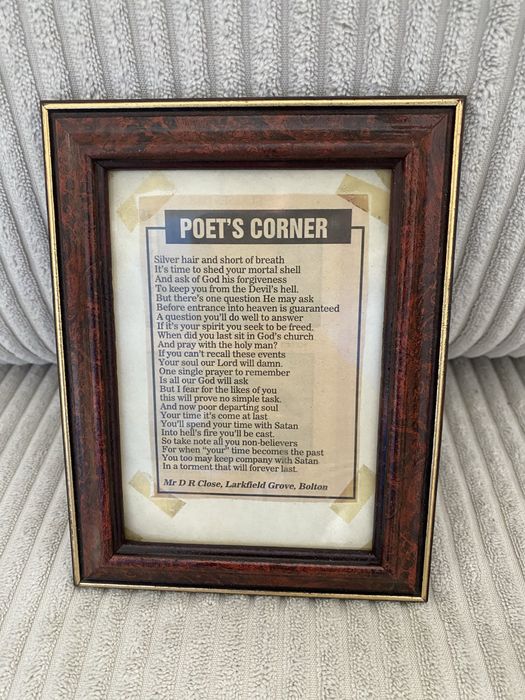 POET'S CORNER
Silver hair and short of breath
It's time to shed your mortal shell
And ask of God his forgiveness
To keep you from the Devil's hell.
But there's one question He may ask
Before entrance into heaven is guaranteed
A question you'll do well to answer
If it's your spirit you seek to be freed.
When did you last sit in God's church
And pray with the holy man?
If you can't recall these events
Your soul our Lord will damn.
One single prayer to remember
Is all our God will ask
But I fear for the likes of you
this will prove no simple task.
And now poor departing soul
Your time it's come at last
You'll spend your time with Satan
Into hell's fire you'll be cast.
So take note all you non-believers
For when "your" time becomes the past
You too may keep company with Satan
In a torment that will forever last.
Mr D R Close, Larkfield Grove, Bolton